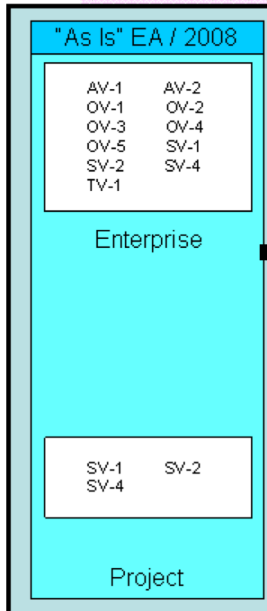 "As Is" EA / 2008
AV-1 AV-2
OV-1 OV-2
OV-3 OV-4
OV-5 SV-1
SV-2 SV-4
TV-1
Enterprise
SV-1 SV-2
SV-4
Project